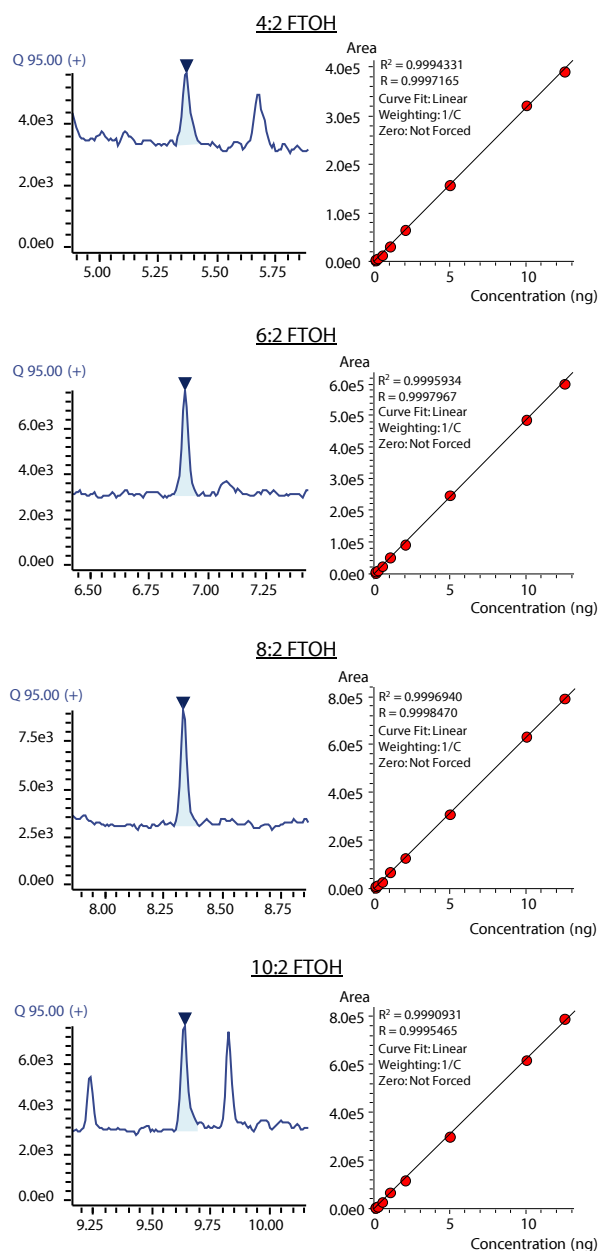 4:2 FTOH
Q 95.00 (+)
4.0e3
2.0e3
0.0e0
5.00 5.25 5.50 5.75
Area
R² = 0.9994331
R = 0.9997165
Curve Fit: Linear
Weighting: 1/C
Zero: Not Forced
4.0e5
3.0e5
2.0e5
1.0e5
0.0e0
0 5 10
Concentration (ng)
6:2 FTOH
Q 95.00 (+)
6.0e3
4.0e3
2.0e3
0.0e0
6.50 6.75 7.00 7.25
Area
R² = 0.9995934
R = 0.9997967
Curve Fit: Linear
Weighting: 1/C
Zero: Not Forced
6.0e5
5.0e5
4.0e5
3.0e5
2.0e5
1.0e5
0.0e0
0 5 10
Concentration (ng)
8:2 FTOH
Q 95.00 (+)
7.5e3
5.0e3
2.5e3
0.0e0
8.00 8.25 8.50 8.75
Area
R² = 0.9996940
R = 0.9998470
Curve Fit: Linear
Weighting: 1/C
Zero: Not Forced
8.0e5
6.0e5
4.0e5
2.0e5
0.0e0
0 5 10
Concentration (ng)
10:2 FTOH
Q 95.00 (+)
6.0e3
4.0e3
2.0e3
0.0e0
9.25 9.50 9.75 10.00
Area
R² = 0.9990931
R = 0.9995465
Curve Fit: Linear
Weighting: 1/C
Zero: Not Forced
8.0e5
6.0e5
4.0e5
2.0e5
0.0e0
0 5 10
Concentration (ng)